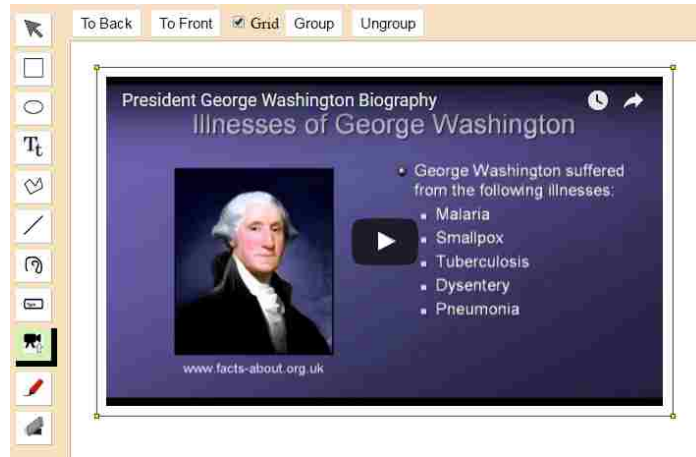 To Back To Front Grid Group Ungroup
Tt
President George Washington Biography
Illnesses of George Washington
George Washington suffered
from the following illnesses:
Malaria
Smallpox
Tuberculosis
Dysentery
Pneumonia
www.facts-about.org.uk